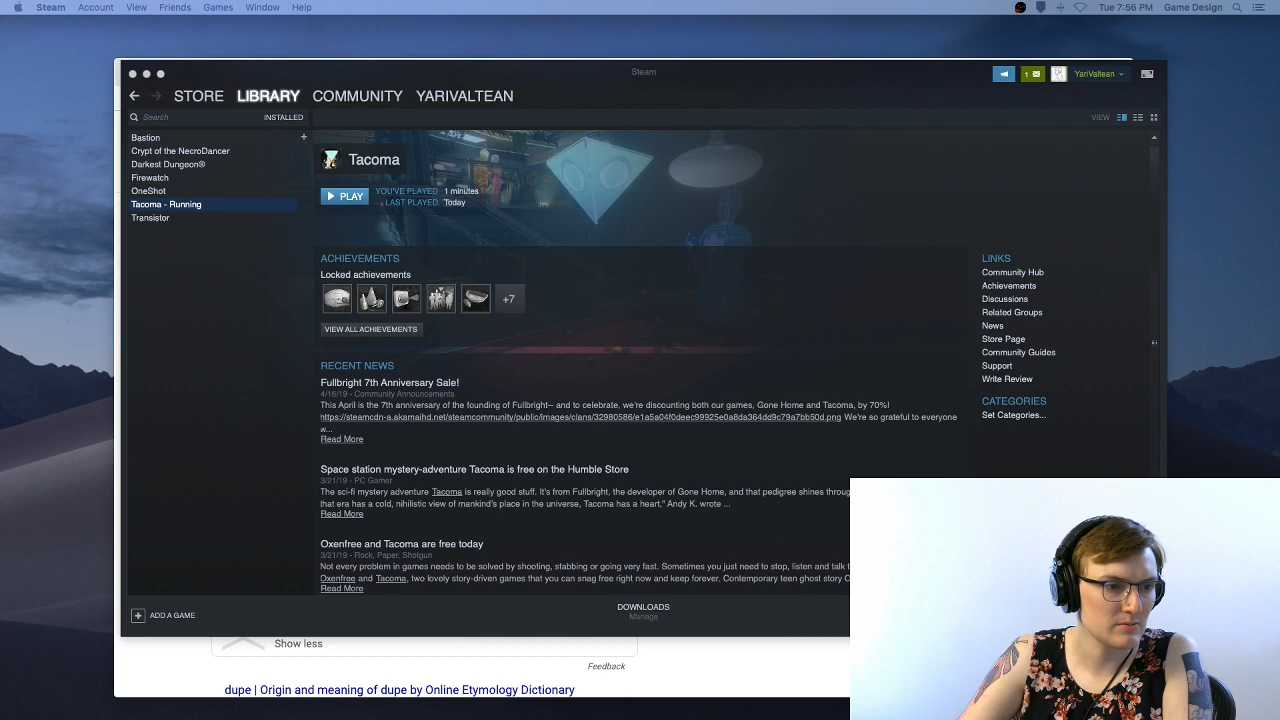 Steam Account View Friends Games Window Help
Tue 7:56 PM Game Design
Steam
1
YariValtean
STORE LIBRARY COMMUNITY YARIVALTEAN
Search INSTALLED
VIEW
Bastion
Crypt of the NecroDancer
Darkest Dungeon®
Firewatch
OneShot
Tacoma - Running
Transistor
Tacoma
PLAY
YOU'VE PLAYED 1 minutes
LAST PLAYED Today
ACHIEVEMENTS
Locked achievements
+7
VIEW ALL ACHIEVEMENTS
RECENT NEWS
Fullbright 7th Anniversary Sale!
4/16/19 - Community Announcements
This April is the 7th anniversary of the founding of Fullbright-- and to celebrate, we're discounting both our games, Gone Home and Tacoma, by 70%!
https://steamcdn-a.akamaihd.net/steamcommunity/public/images/clans/32980586/e1a5a04f0deec99925e0a8da364dd9c79a7bb50d.png We're so grateful to everyone
w...
Read More
Space station mystery-adventure Tacoma is free on the Humble Store
3/21/19 - PC Gamer
The sci-fi mystery adventure Tacoma is really good stuff. It's from Fullbright, the developer of Gone Home, and that pedigree shines throug
that era has a cold, nihilistic view of mankind's place in the universe, Tacoma has a heart," Andy K. wrote ...
Read More
Oxenfree and Tacoma are free today
3/21/19 - Rock, Paper, Shotgun
Not every problem in games needs to be solved by shooting, stabbing or going very fast. Sometimes you just need to stop, listen and talk t
Oxenfree and Tacoma, two lovely story-driven games that you can snag free right now and keep forever. Contemporary teen ghost story
Read More
LINKS
Community Hub
Achievements
Discussions
Related Groups
News
Store Page
Community Guides
Support
Write Review
CATEGORIES
Set Categories...
ADD A GAME
DOWNLOADS
Manage
Show less
Feedback
dupe | Origin and meaning of dupe by Online Etymology Dictionary